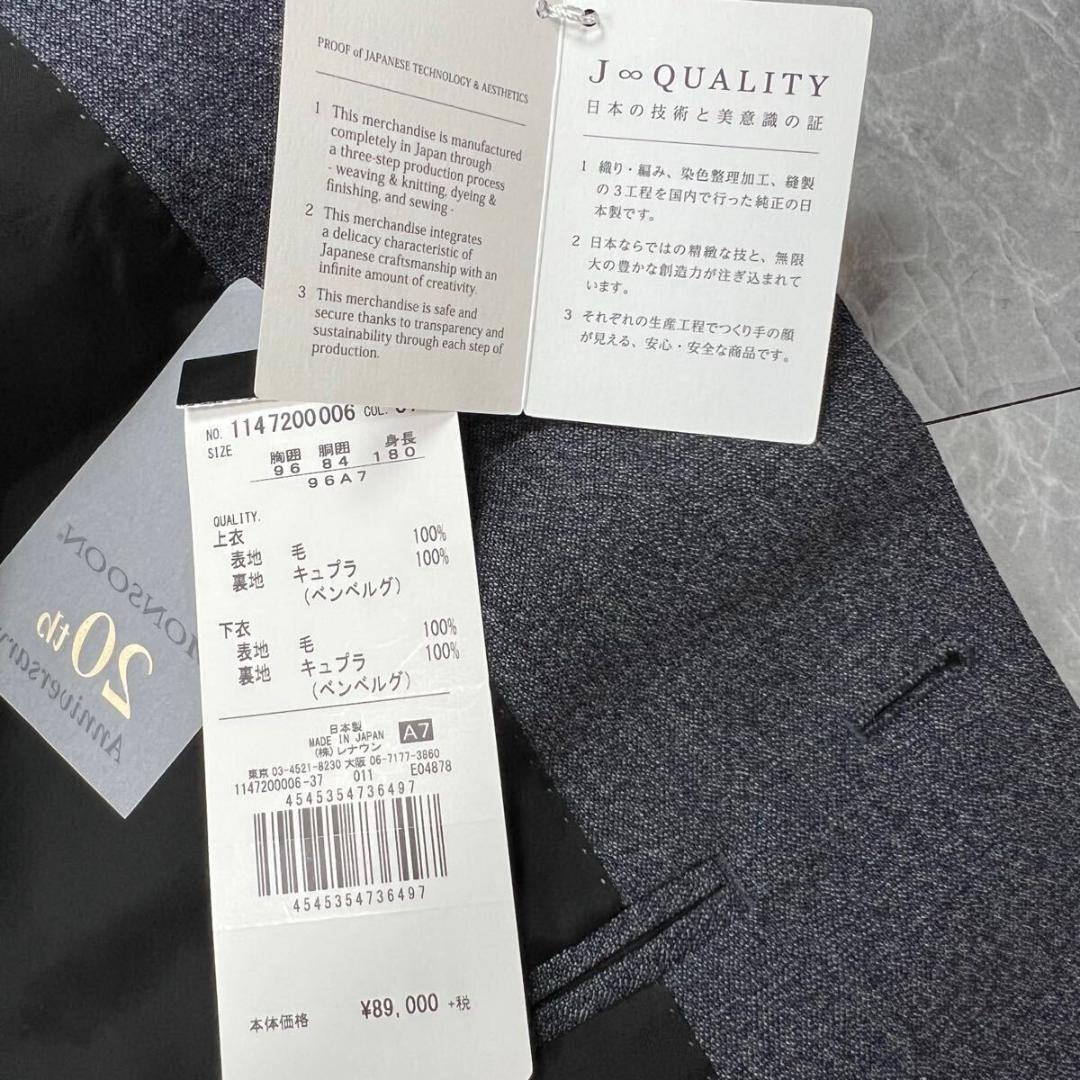 PROOF of JAPANESE TECHNOLOGY & AESTHETICS
1 This merchandise is manufactured
completely in Japan through
a three-step production process
- weaving & knitting, dyeing &
finishing, and sewing -
2 This merchandise integrates
a delicacy characteristic of
Japanese craftsmanship with an
infinite amount of creativity
3 This merchandise is safe and
secure thanks to transparency and
sustainability through each step of
production.
J∞QUALITY
日本の技術と美意識の証
1 織り・編み、染色整理加工、縫製
の3工程を国内で行った純正の日
本製です。
2 日本ならではの精緻な技と、無限
大の豊かな創造力が注ぎ込まれて
います。
3 それぞれの生産工程でつくり手の顔
が見える、安心・安全な商品です。
NO. 1147200006 COL.
SIZE 胸囲 胴囲 身長
96 84 180
96A7
QUALITY.
上衣
表地 毛 100%
裏地 キュプラ 100%
(ベンベルグ)
下衣
表地 毛 100%
裏地 キュプラ 100%
(ベンベルグ)
日本製
MADE IN JAPAN A7
(株)レナウン
東京 03-4521-8230 大阪 06-7177-3860
1147200006-37 011 E04878
4545354736497
4545354736497
本体価格 ¥89,000 +税
MONSOON
20th
Anniversary